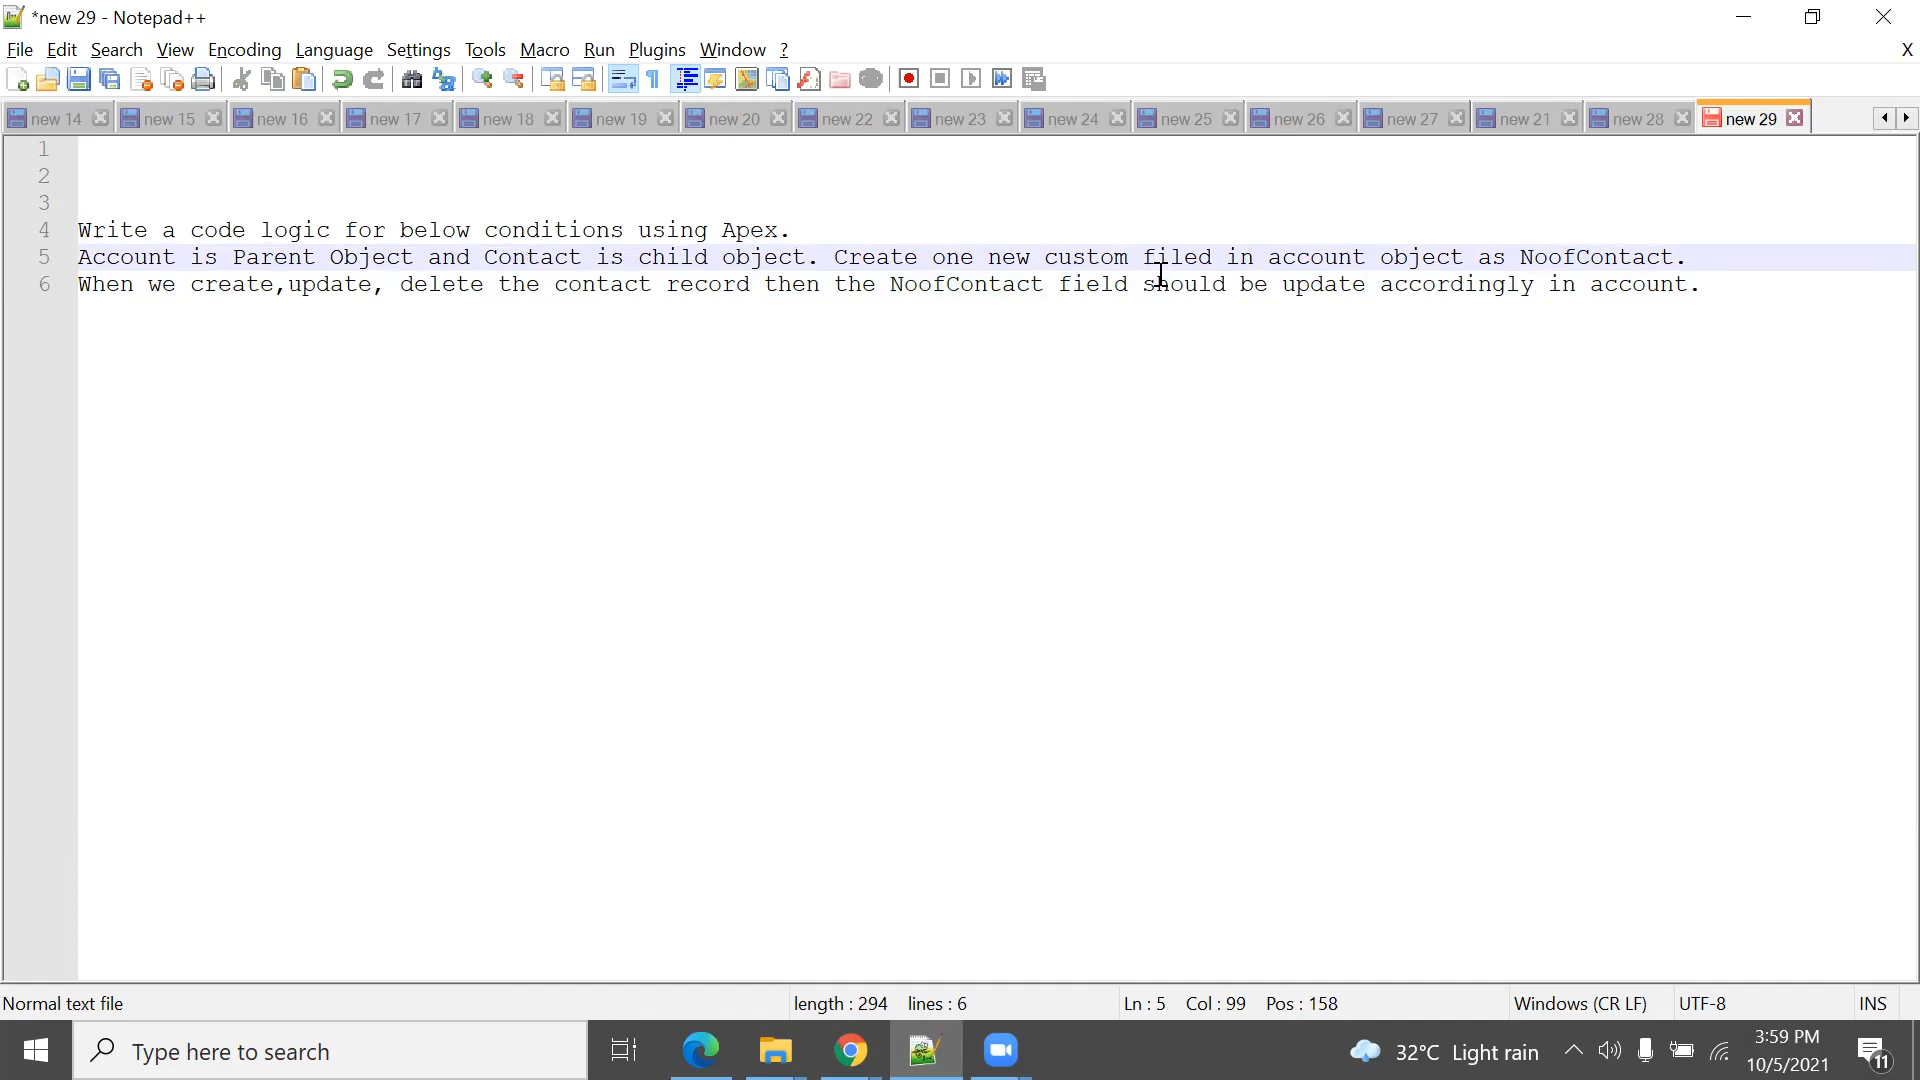 *new 29 - Notepad++
File Edit Search View Encoding Language Settings Tools Macro Run Plugins Window ? X
new 14 new 15 new 16 new 17 new 18 new 19 new 20 new 22 new 23 new 24 new 25 new 26 new 27 new 21 new 28 new 29
1
2
3
4 Write a code logic for below conditions using Apex.
5 Account is Parent Object and Contact is child object. Create one new custom filed in account object as NoofContact.
6 When we create,update, delete the contact record then the NoofContact field should be update accordingly in account.
Normal text file length : 294 lines : 6 Ln : 5 Col : 99 Pos : 158 Windows (CR LF) UTF-8 INS
Type here to search 32°C Light rain 3:59 PM
10/5/2021 11